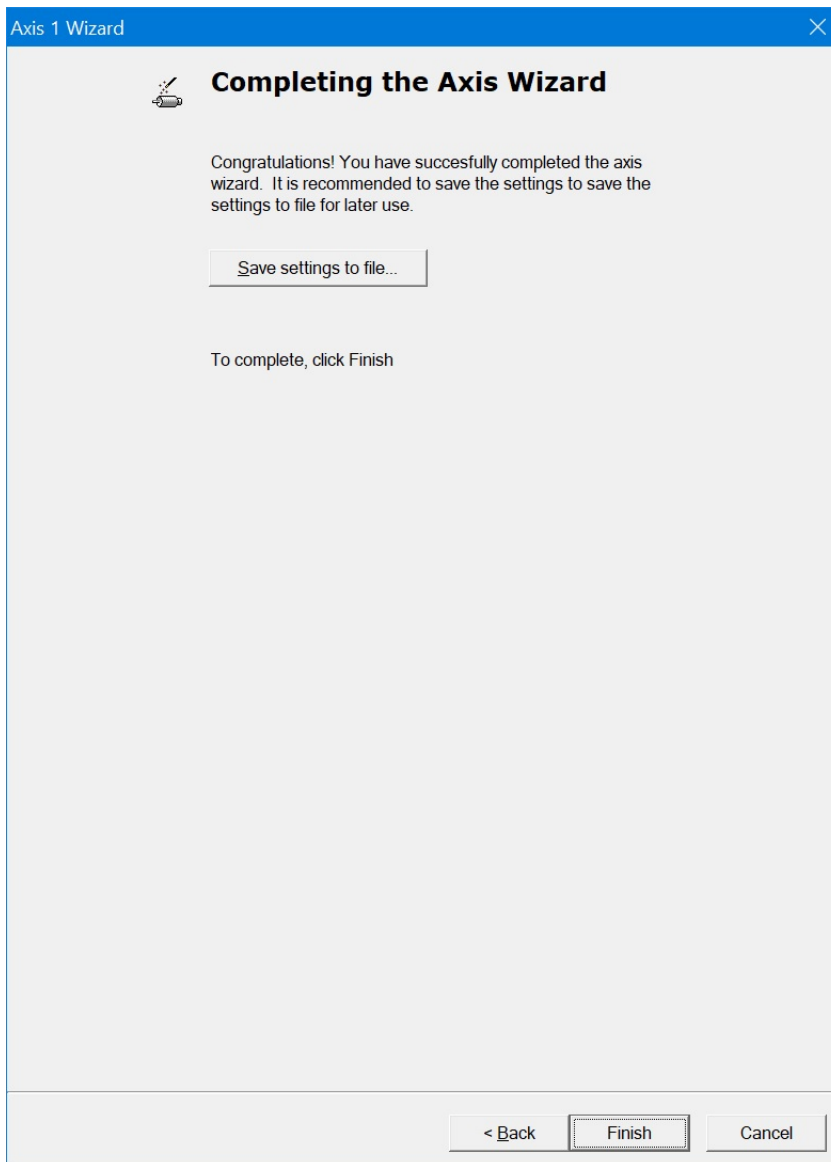 Axis 1 Wizard
Completing the Axis Wizard
Congratulations! You have succesfully completed the axis
wizard.  It is recommended to save the settings to save the
settings to file for later use.
Save settings to file...
To complete, click Finish
< Back
Finish
Cancel